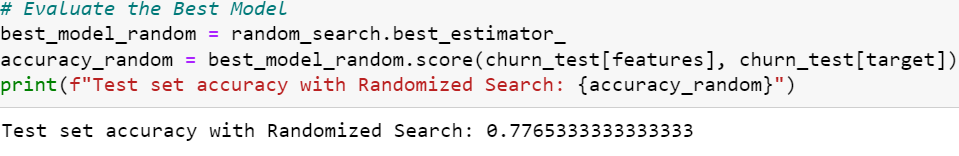 # Evaluate the Best Model
best_model_random = random_search.best_estimator_
accuracy_random = best_model_random.score(churn_test[features], churn_test[target])
print(f"Test set accuracy with Randomized Search: {accuracy_random}")
Test set accuracy with Randomized Search: 0.7765333333333333